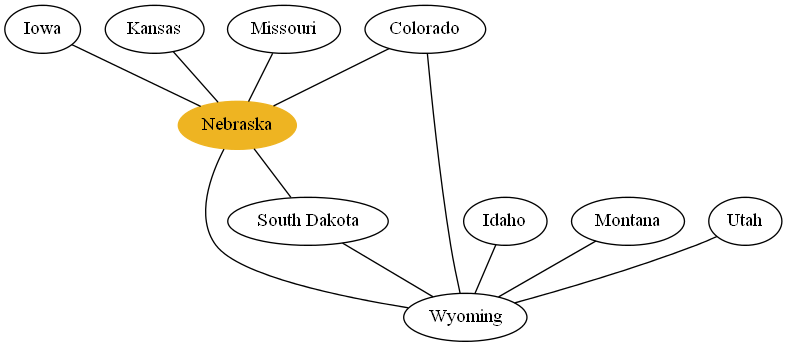 Iowa
Kansas
Missouri
Colorado
Nebraska
South Dakota
Idaho
Montana
Utah
Wyoming